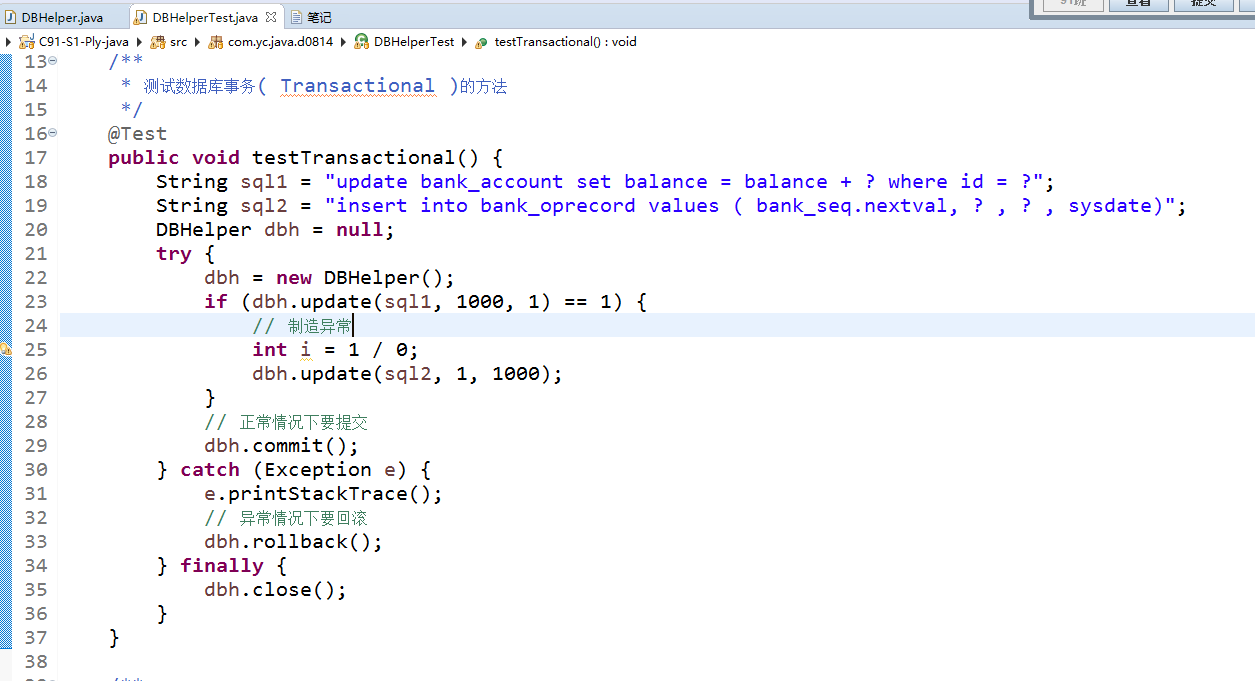 91班 查看 提交
DBHelper.java DBHelperTest.java 笔记
C91-S1-Ply-java src com.yc.java.d0814 DBHelperTest testTransactional() : void
13 /**
14 * 测试数据库事务( Transactional )的方法
15 */
16 @Test
17 public void testTransactional() {
18 String sql1 = "update bank_account set balance = balance + ? where id = ?";
19 String sql2 = "insert into bank_oprecord values ( bank_seq.nextval, ? , ? , sysdate)";
20 DBHelper dbh = null;
21 try {
22 dbh = new DBHelper();
23 if (dbh.update(sql1, 1000, 1) == 1) {
24 // 制造异常
25 int i = 1 / 0;
26 dbh.update(sql2, 1, 1000);
27 }
28 // 正常情况下要提交
29 dbh.commit();
30 } catch (Exception e) {
31 e.printStackTrace();
32 // 异常情况下要回滚
33 dbh.rollback();
34 } finally {
35 dbh.close();
36 }
37 }
38
/**